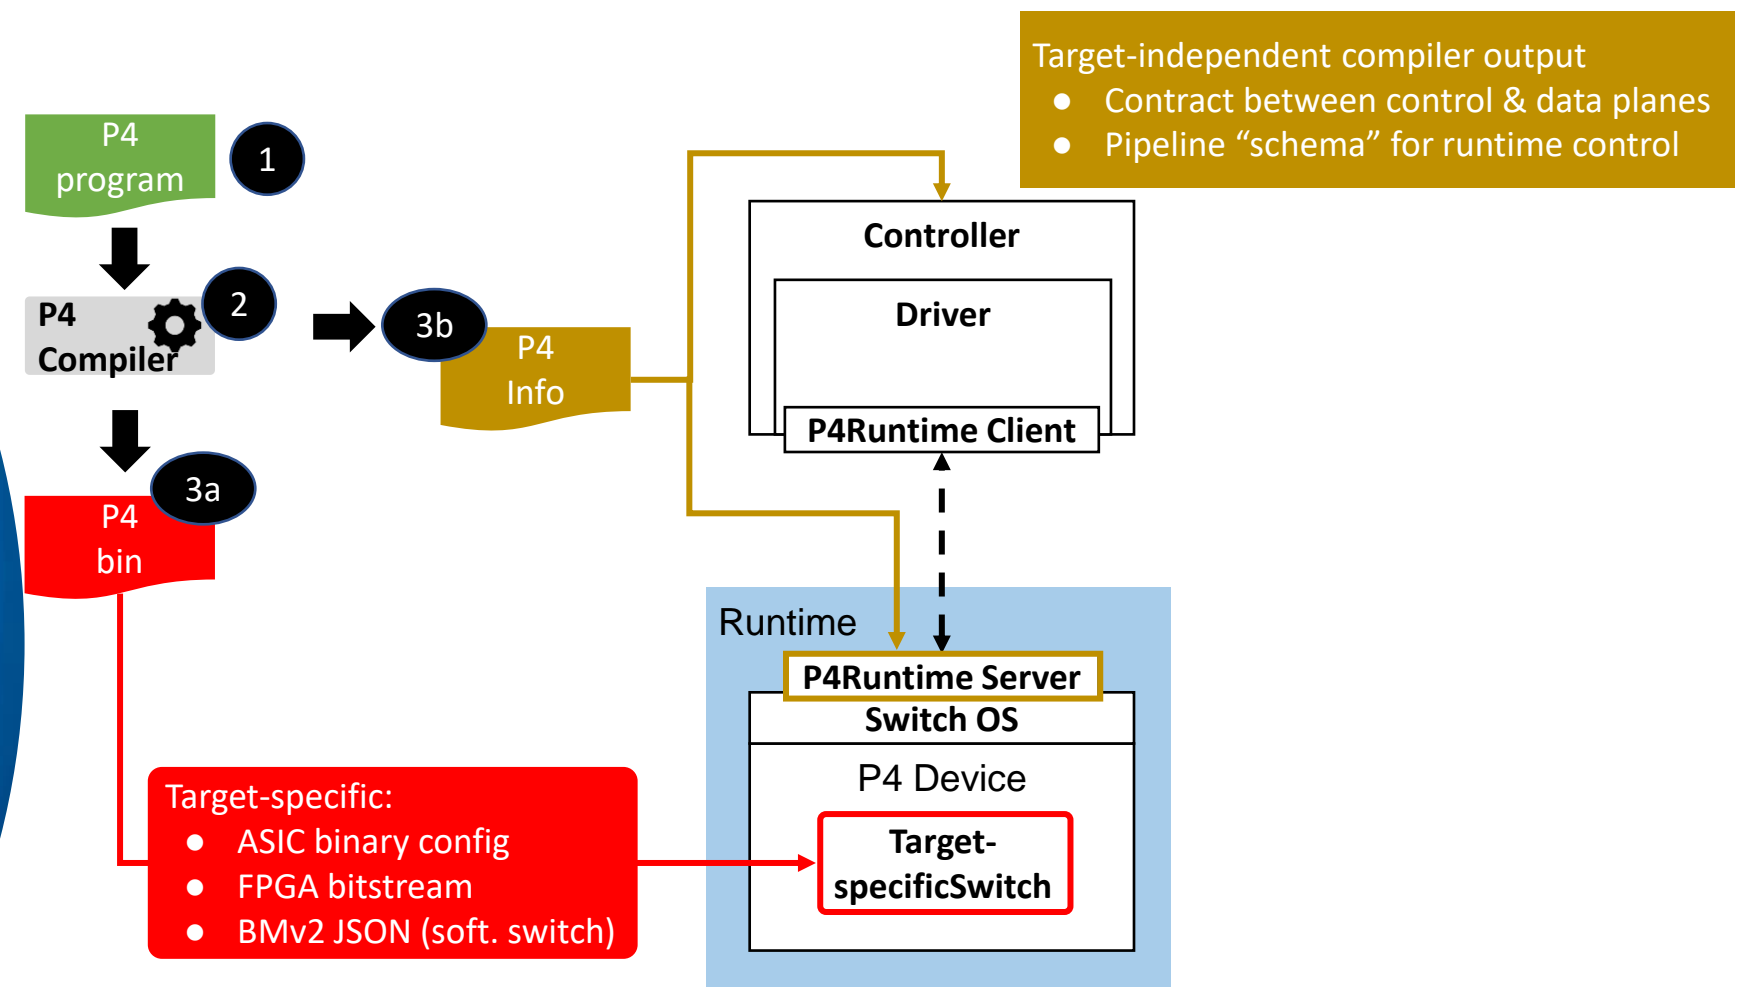 Target-independent compiler output
● Contract between control & data planes
● Pipeline “schema” for runtime control
P4
program
1
P4
Compiler
2
3b
P4
Info
3a
P4
bin
Controller
Driver
P4Runtime Client
Runtime
P4Runtime Server
Switch OS
P4 Device
Target-
specificSwitch
Target-specific:
● ASIC binary config
● FPGA bitstream
● BMv2 JSON (soft. switch)